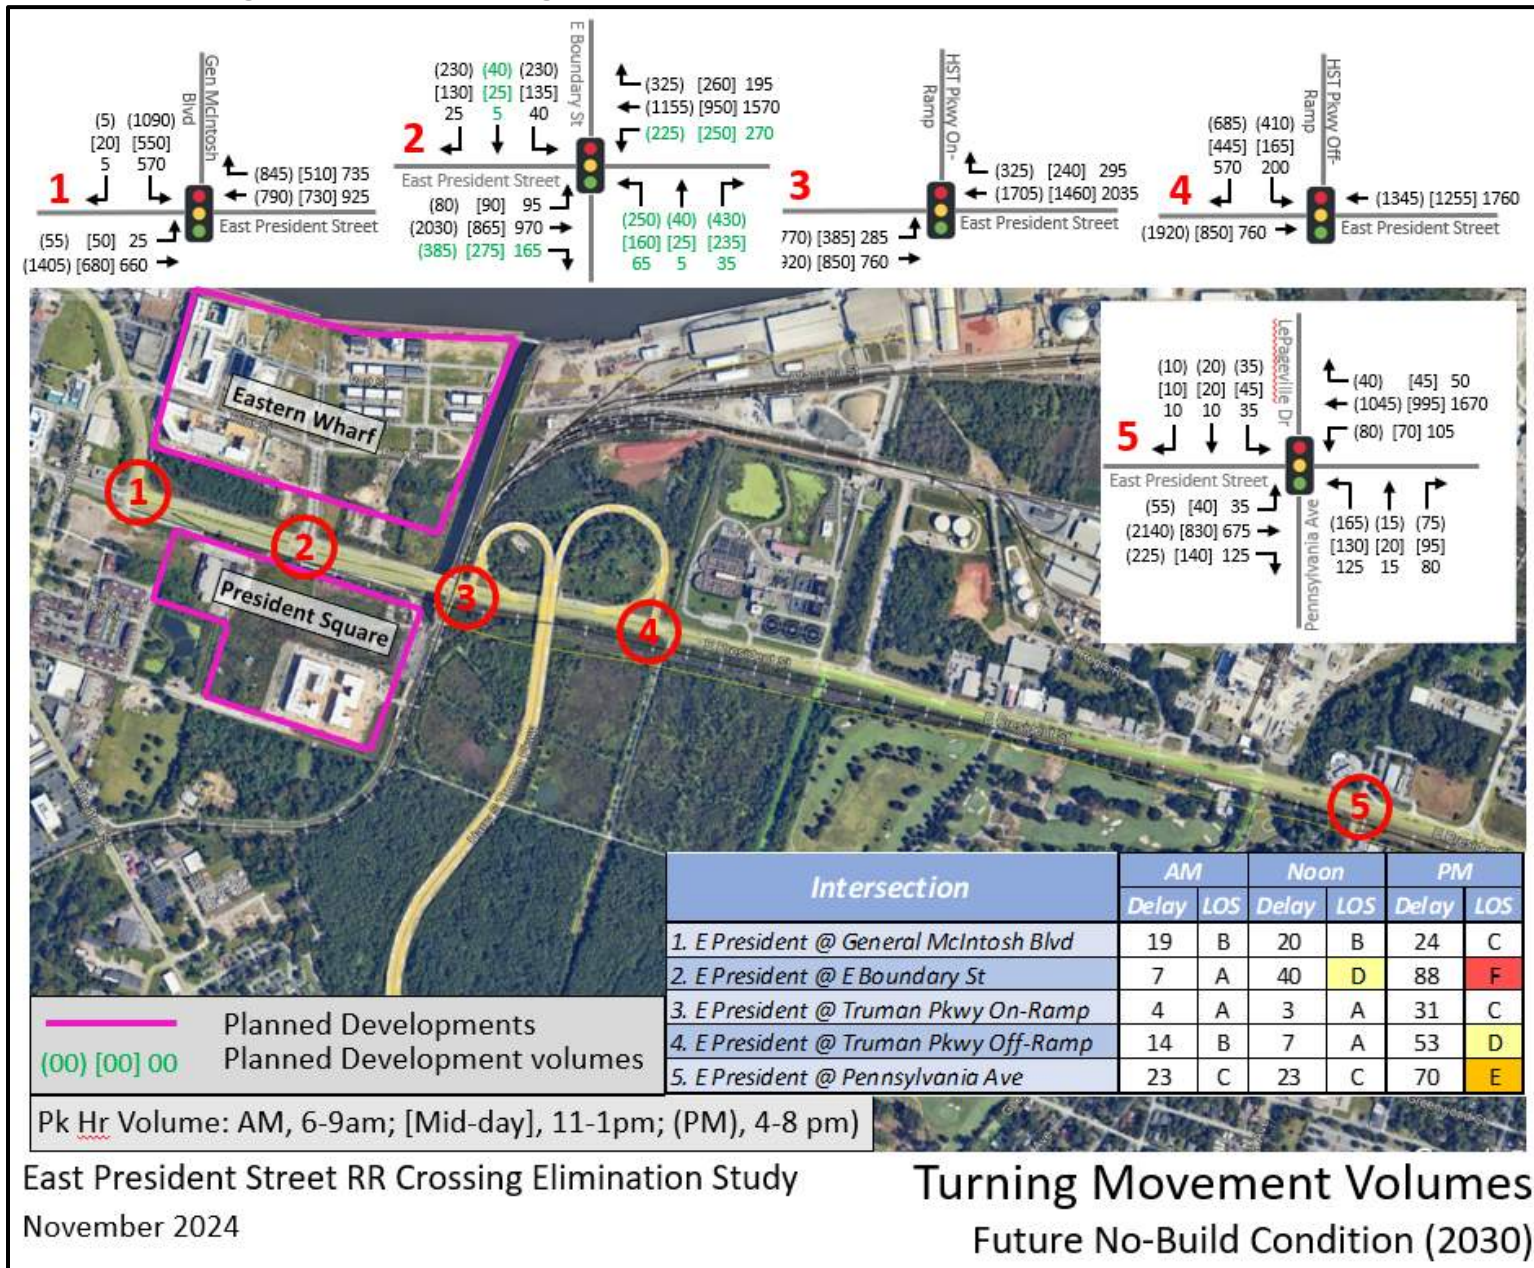 Gen McIntosh
Blvd
(5) (1090)
[20] [550]
5 570
1
(845) [510] 735
(790) [730] 925
East President Street
(55) [50] 25
(1405) [680] 660
E Boundary St
(230) (40) (230)
[130] [25] [135]
25 5 40
2
(325) [260] 195
(1155) [950] 1570
(225) [250] 270
East President Street
(80) [90] 95
(2030) [865] 970
(385) [275] 165
(250) (40) (430)
[160] [25] [235]
65 5 35
HST Pkwy On-
Ramp
3
(325) [240] 295
(1705) [1460] 2035
East President Street
770) [385] 285
920) [850] 760
HST Pkwy Off-
Ramp
(685) (410)
[445] [165]
570 200
4
(1345) [1255] 1760
East President Street
(1920) [850] 760
LePageville Dr
(10) (20) (35)
[10] [20] [45]
10 10 35
5
(40) [45] 50
(1045) [995] 1670
(80) [70] 105
East President Street
(55) [40] 35
(2140) [830] 675
(225) [140] 125
Pennsylvania Ave
(165) (15) (75)
[130] [20] [95]
125 15 80
Eastern Wharf
President Square
1
2
3
4
5
E President St
E President St
Intersection AM Noon PM
Delay LOS Delay LOS Delay LOS
1. E President @ General McIntosh Blvd 19 B 20 B 24 C
2. E President @ E Boundary St 7 A 40 D 88 F
3. E President @ Truman Pkwy On-Ramp 4 A 3 A 31 C
4. E President @ Truman Pkwy Off-Ramp 14 B 7 A 53 D
5. E President @ Pennsylvania Ave 23 C 23 C 70 E
Planned Developments
(00) [00] 00 Planned Development volumes
Pk Hr Volume: AM, 6-9am; [Mid-day], 11-1pm; (PM), 4-8 pm)
East President Street RR Crossing Elimination Study
November 2024
Turning Movement Volumes
Future No-Build Condition (2030)